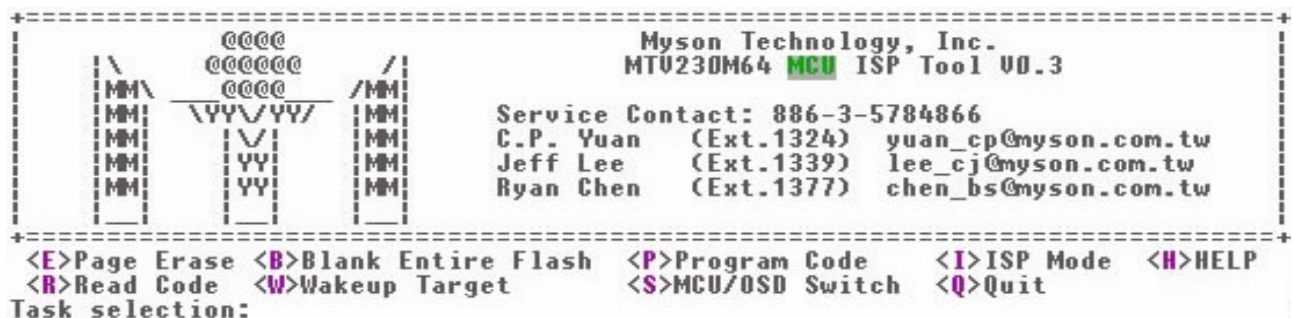 Myson Technology, Inc.
MTV230M64 MCU ISP Tool V0.3
Service Contact: 886-3-5784866
C.P. Yuan (Ext.1324) yuan_cp@myson.com.tw
Jeff Lee (Ext.1339) lee_cj@myson.com.tw
Ryan Chen (Ext.1377) chen_bs@myson.com.tw
<E>Page Erase <B>Blank Entire Flash <P>Program Code <I>ISP Mode <H>HELP
<R>Read Code <W>Wakeup Target <S>MCU/OSD Switch <Q>Quit
Task selection: